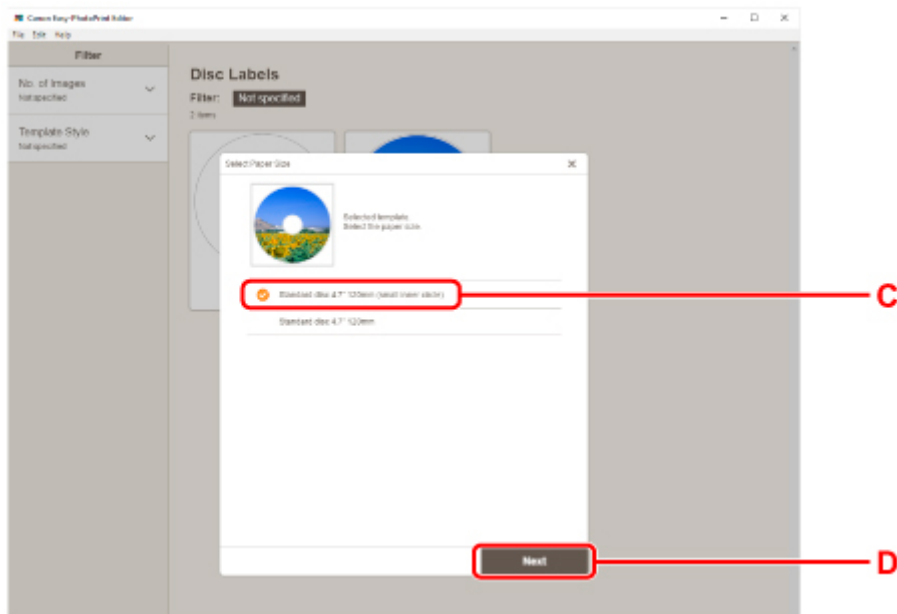 Canon Easy-PhotoPrint Editor
File Edit Help
Filter
No. of Images
Not specified
Template Style
Not specified
Disc Labels
Filter: Not specified
2 items
Select Paper Size
Selected template.
Select the paper size.
Standard disc 4.7" 120mm (small inner circle)
Standard disc 4.7" 120mm
Next
C
D